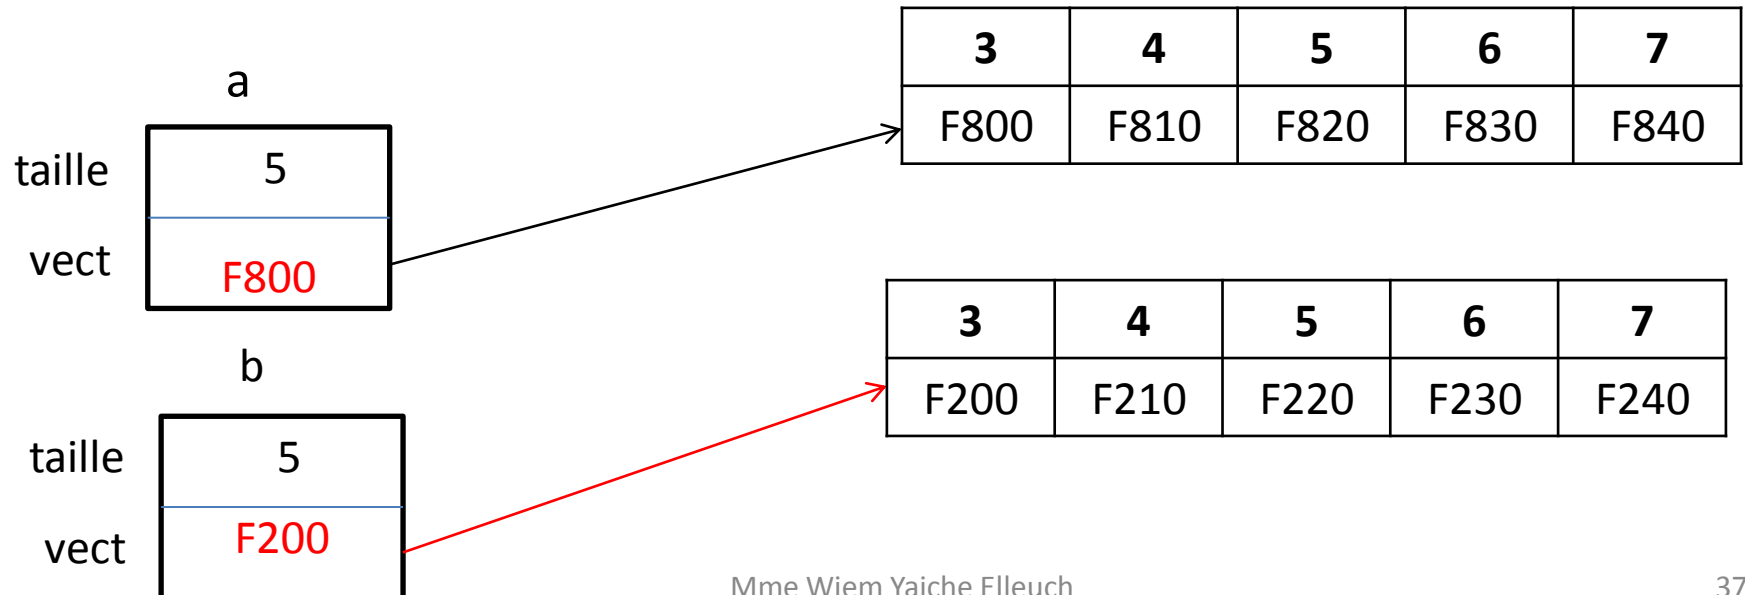 a
taille 5
vect F800
3 4 5 6 7
F800 F810 F820 F830 F840
b
taille 5
vect F200
3 4 5 6 7
F200 F210 F220 F230 F240
Mme Wiem Yaiche Elleuch 37